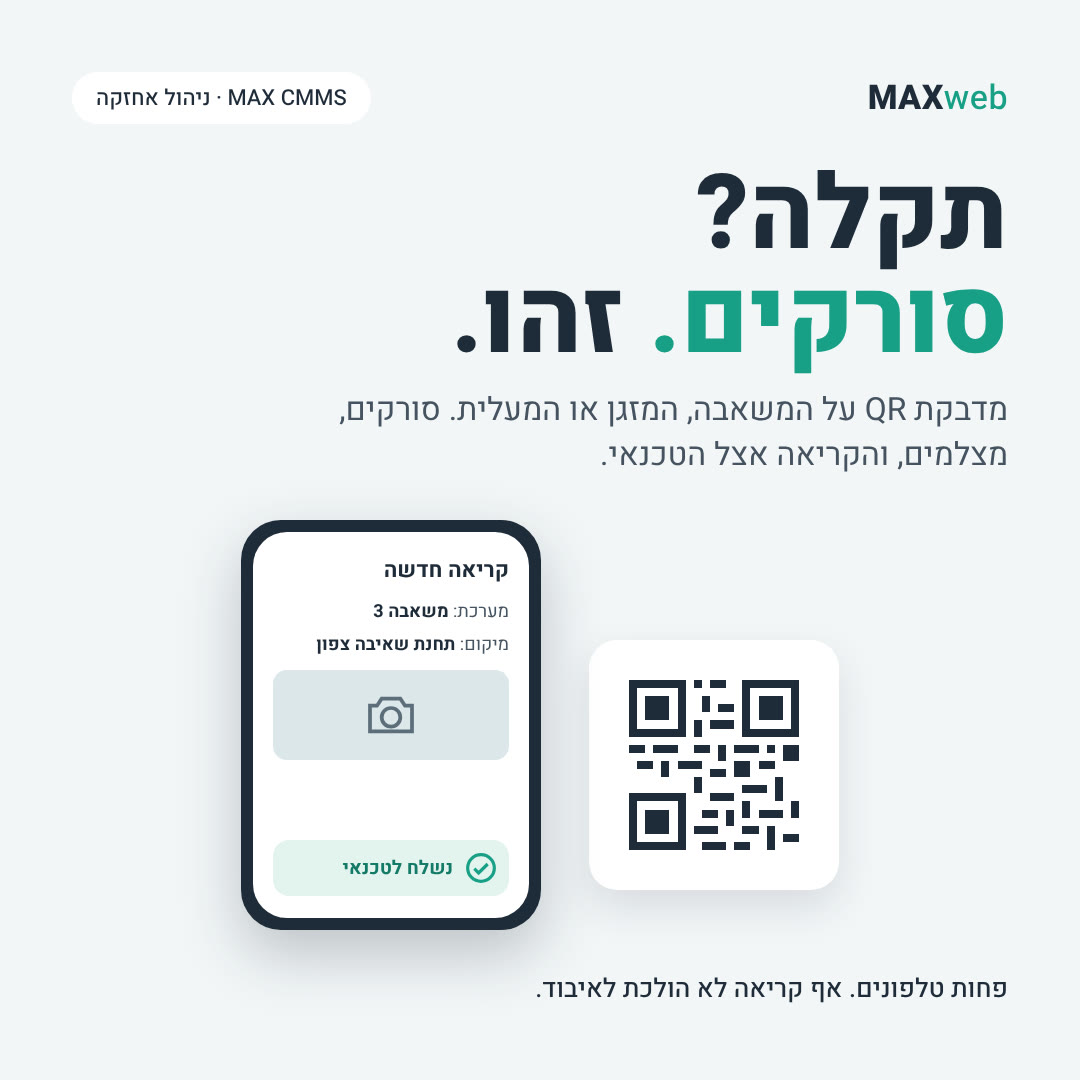 MAXweb
MAX CMMS · ניהול אחזקה
תקלה?
סורקים. זהו.
מדבקת QR על המשאבה, המזגן או המעלית. סורקים,
מצלמים, והקריאה אצל הטכנאי.
קריאה חדשה
מערכת: משאבה 3
מיקום: תחנת שאיבה צפון
נשלח לטכנאי
פחות טלפונים. אף קריאה לא הולכת לאיבוד.